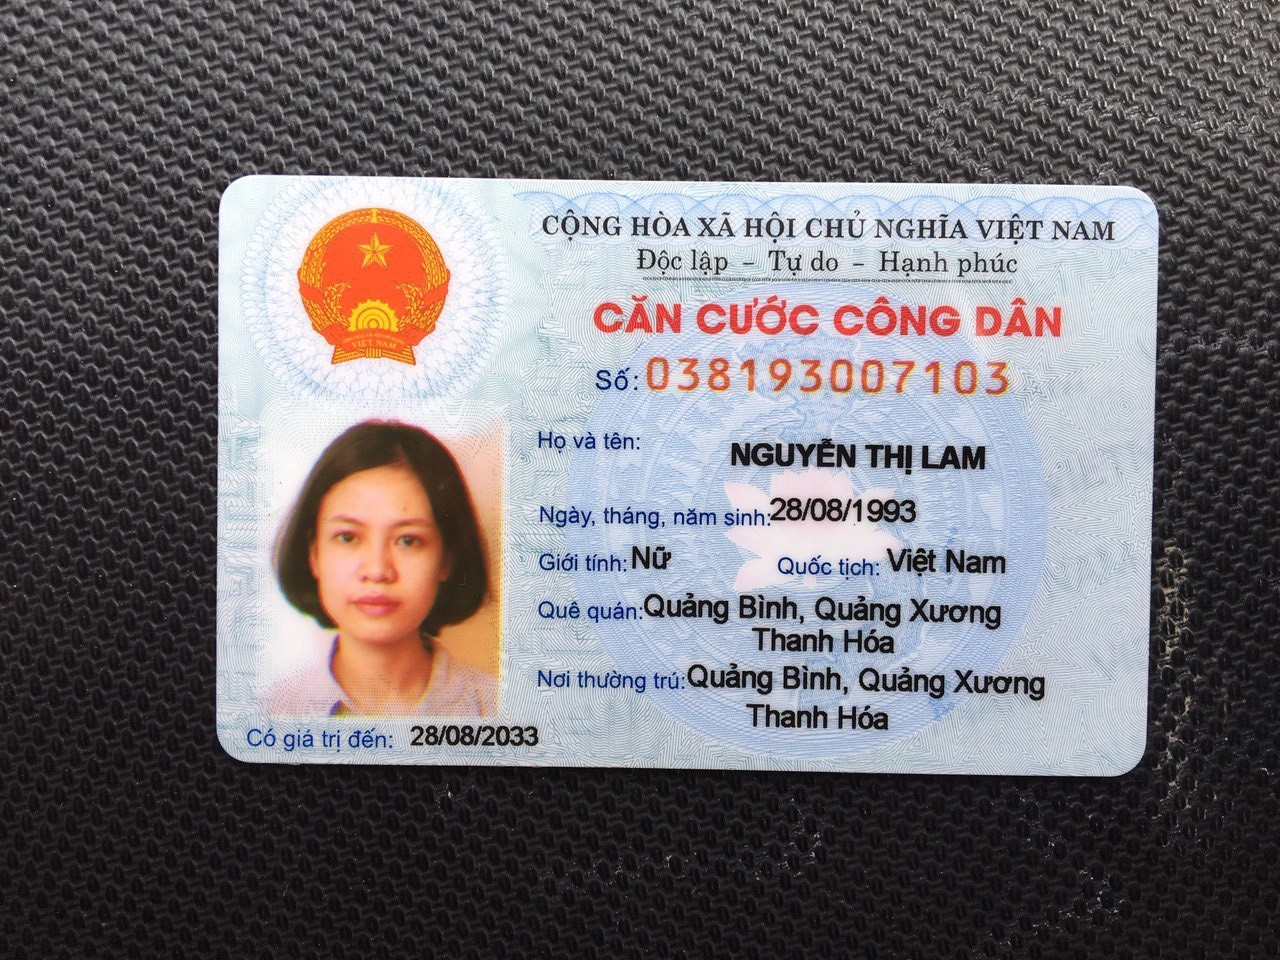 CỘNG HÒA XÃ HỘI CHỦ NGHĨA VIỆT NAM
Độc lập – Tự do – Hạnh phúc
CĂN CƯỚC CÔNG DÂN
Số: 038193007103
Họ và tên: NGUYỄN THỊ LAM
Ngày, tháng, năm sinh: 28/08/1993
Giới tính: Nữ Quốc tịch: Việt Nam
Quê quán: Quảng Bình, Quảng Xương
Thanh Hóa
Nơi thường trú: Quảng Bình, Quảng Xương
Thanh Hóa
Có giá trị đến: 28/08/2033
VIỆT NAM